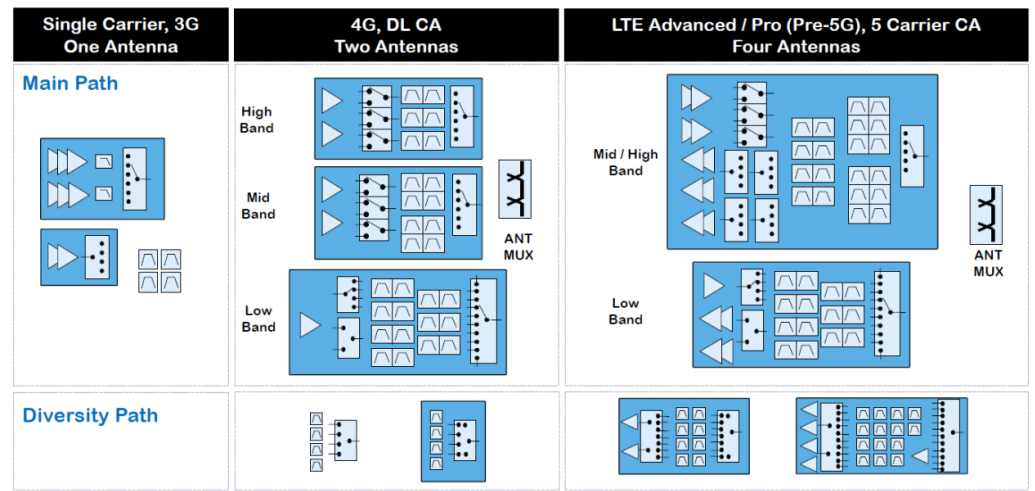 Single Carrier, 3G
One Antenna
4G, DL CA
Two Antennas
LTE Advanced / Pro (Pre-5G), 5 Carrier CA
Four Antennas
Main Path
High
Band
Mid
Band
ANT
MUX
Low
Band
Mid / High
Band
ANT
MUX
Low
Band
Diversity Path